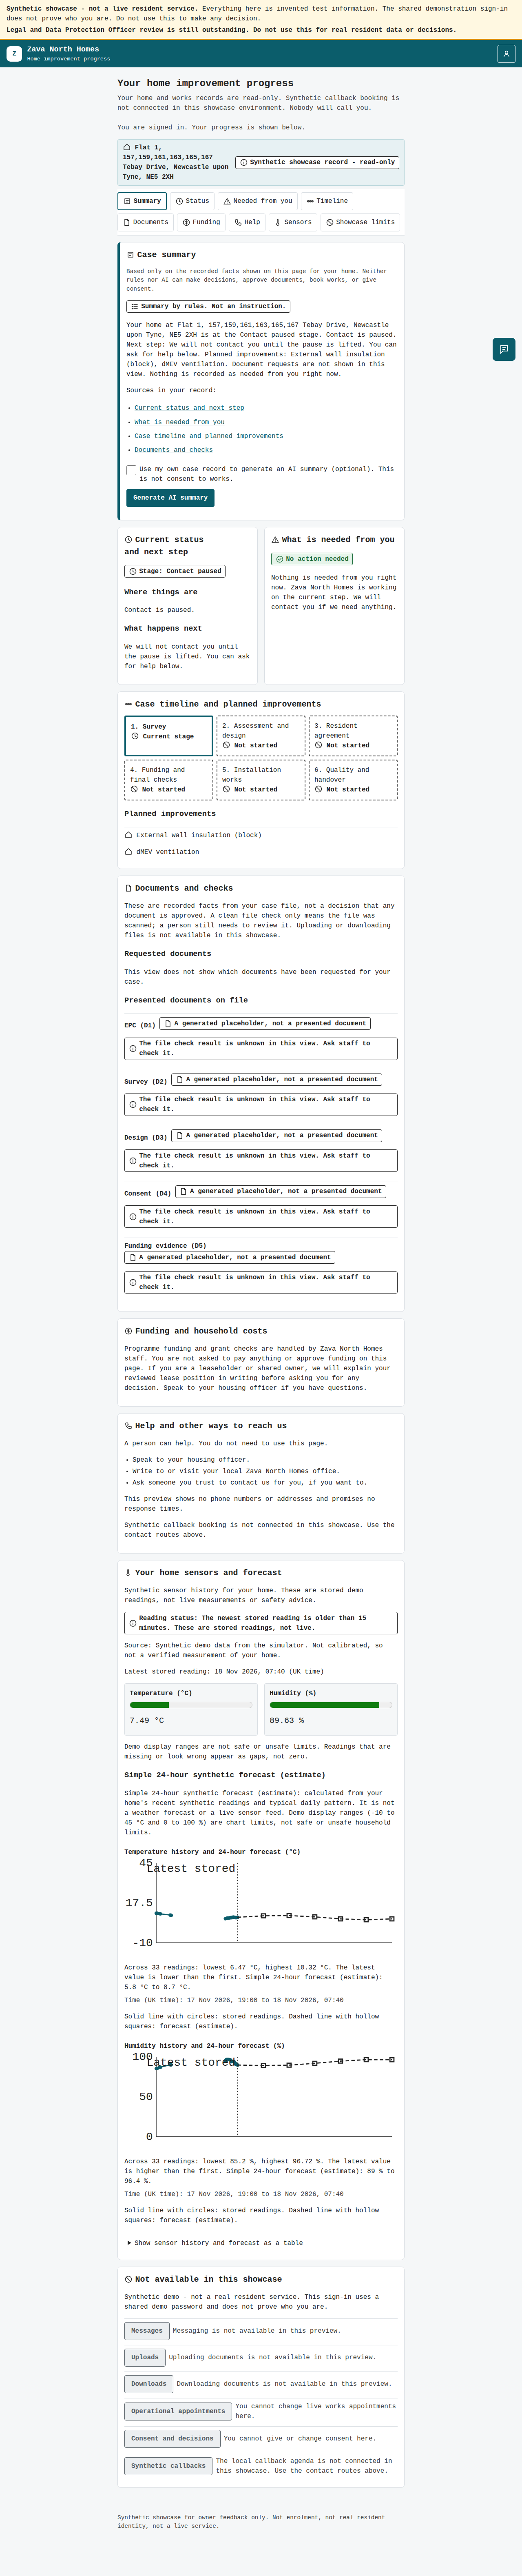 Synthetic showcase - not a live resident service. Everything here is invented test information. The shared demonstration sign-in
does not prove who you are. Do not use this to make any decision.
Legal and Data Protection Officer review is still outstanding. Do not use this for real resident data or decisions.
Z
Zava North Homes
Home improvement progress
Your home improvement progress
Your home and works records are read-only. Synthetic callback booking is
not connected in this showcase environment. Nobody will call you.
You are signed in. Your progress is shown below.
Flat 1,
157,159,161,163,165,167
Tebay Drive, Newcastle upon
Tyne, NE5 2XH
Synthetic showcase record - read-only
Summary
Status
Needed from you
Timeline
Documents
Funding
Help
Sensors
Showcase limits
Case summary
Based only on the recorded facts shown on this page for your home. Neither
rules nor AI can make decisions, approve documents, book works, or give
consent.
Summary by rules. Not an instruction.
Your home at Flat 1, 157,159,161,163,165,167 Tebay Drive, Newcastle
upon Tyne, NE5 2XH is at the Contact paused stage. Contact is paused.
Next step: We will not contact you until the pause is lifted. You can
ask for help below. Planned improvements: External wall insulation
(block), dMEV ventilation. Document requests are not shown in this
view. Nothing is recorded as needed from you right now.
Sources in your record:
• Current status and next step
• What is needed from you
• Case timeline and planned improvements
• Documents and checks
Use my own case record to generate an AI summary (optional). This
is not consent to works.
Generate AI summary
Current status
and next step
Stage: Contact paused
Where things are
Contact is paused.
What happens next
We will not contact you until
the pause is lifted. You can ask
for help below.
What is needed from you
No action needed
Nothing is needed from you right
now. Zava North Homes is working
on the current step. We will
contact you if we need anything.
Case timeline and planned improvements
1. Survey
Current stage
2. Assessment and
design
Not started
3. Resident
agreement
Not started
4. Funding and
final checks
Not started
5. Installation
works
Not started
6. Quality and
handover
Not started
Planned improvements
External wall insulation (block)
dMEV ventilation
Documents and checks
These are recorded facts from your case file, not a decision that any
document is approved. A clean file check only means the file was
scanned; a person still needs to review it. Uploading or downloading
files is not available in this showcase.
Requested documents
This view does not show which documents have been requested for your
case.
Presented documents on file
EPC (D1) A generated placeholder, not a presented document
The file check result is unknown in this view. Ask staff to
check it.
Survey (D2) A generated placeholder, not a presented document
The file check result is unknown in this view. Ask staff to
check it.
Design (D3) A generated placeholder, not a presented document
The file check result is unknown in this view. Ask staff to
check it.
Consent (D4) A generated placeholder, not a presented document
The file check result is unknown in this view. Ask staff to
check it.
Funding evidence (D5)
A generated placeholder, not a presented document
The file check result is unknown in this view. Ask staff to
check it.
Funding and household costs
Programme funding and grant checks are handled by Zava North Homes
staff. You are not asked to pay anything or approve funding on this
page. If you are a leaseholder or shared owner, we will explain your
reviewed lease position in writing before asking you for any
decision. Speak to your housing officer if you have questions.
Help and other ways to reach us
A person can help. You do not need to use this page.
• Speak to your housing officer.
• Write to or visit your local Zava North Homes office.
• Ask someone you trust to contact us for you, if you want to.
This preview shows no phone numbers or addresses and promises no
response times.
Synthetic callback booking is not connected in this showcase. Use the
contact routes above.
Your home sensors and forecast
Synthetic sensor history for your home. These are stored demo
readings, not live measurements or safety advice.
Reading status: The newest stored reading is older than 15
minutes. These are stored readings, not live.
Source: Synthetic demo data from the simulator. Not calibrated, so
not a verified measurement of your home.
Latest stored reading: 18 Nov 2026, 07:40 (UK time)
Temperature (°C)
7.49 °C
Humidity (%)
89.63 %
Demo display ranges are not safe or unsafe limits. Readings that are
missing or look wrong appear as gaps, not zero.
Simple 24-hour synthetic forecast (estimate)
Simple 24-hour synthetic forecast (estimate): calculated from your
home's recent synthetic readings and typical daily pattern. It is not
a weather forecast or a live sensor feed. Demo display ranges (-10 to
45 °C and 0 to 100 %) are chart limits, not safe or unsafe household
limits.
Temperature history and 24-hour forecast (°C)
45
Latest stored
17.5
-10
Across 33 readings: lowest 6.47 °C, highest 10.32 °C. The latest
value is lower than the first. Simple 24-hour forecast (estimate):
5.8 °C to 8.7 °C.
Time (UK time): 17 Nov 2026, 19:00 to 18 Nov 2026, 07:40
Solid line with circles: stored readings. Dashed line with hollow
squares: forecast (estimate).
Humidity history and 24-hour forecast (%)
100
Latest stored
50
0
Across 33 readings: lowest 85.2 %, highest 96.72 %. The latest value
is higher than the first. Simple 24-hour forecast (estimate): 89 % to
96.4 %.
Time (UK time): 17 Nov 2026, 19:00 to 18 Nov 2026, 07:40
Solid line with circles: stored readings. Dashed line with hollow
squares: forecast (estimate).
Show sensor history and forecast as a table
Not available in this showcase
Synthetic demo - not a real resident service. This sign-in uses a
shared demo password and does not prove who you are.
Messages Messaging is not available in this preview.
Uploads Uploading documents is not available in this preview.
Downloads Downloading documents is not available in this preview.
Operational appointments You cannot change live works appointments
here.
Consent and decisions You cannot give or change consent here.
Synthetic callbacks The local callback agenda is not connected in
this showcase. Use the contact routes above.
Synthetic showcase for owner feedback only. Not enrolment, not real resident
identity, not a live service.